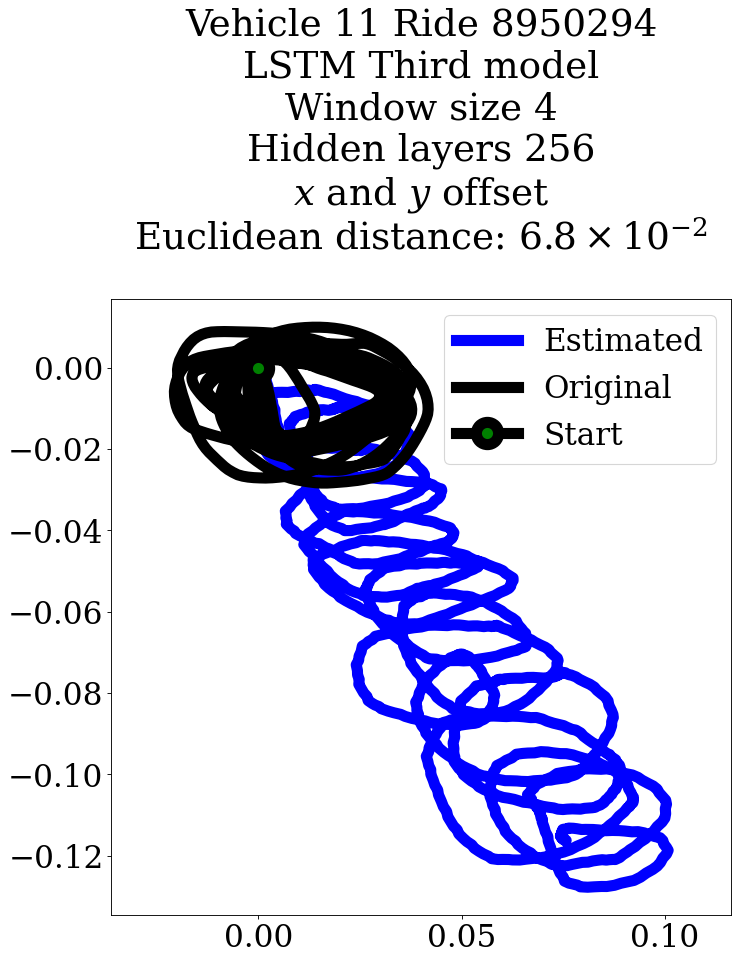 Vehicle 11 Ride 8950294
LSTM Third model
Window size 4
Hidden layers 256
x and y offset
Euclidean distance: 6.8 × 10⁻²
Estimated
Original
Start
0.00
−0.02
−0.04
−0.06
−0.08
−0.10
−0.12
0.00 0.05 0.10